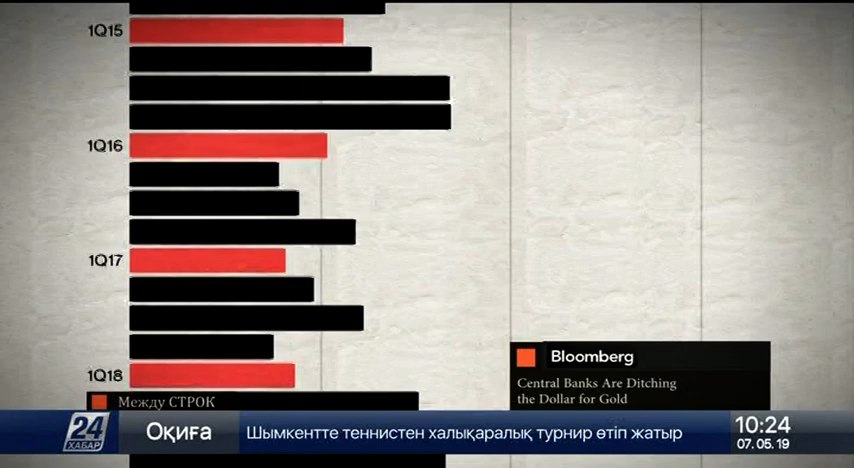 1Q15
1Q16
1Q17
1Q18
Bloomberg
Central Banks Are Ditching
the Dollar for Gold
Между СТРОК
24
ХАБАР
Оқиға
Шымкентте теннистен халықаралық турнир өтіп жатыр
10:24
07.05.19